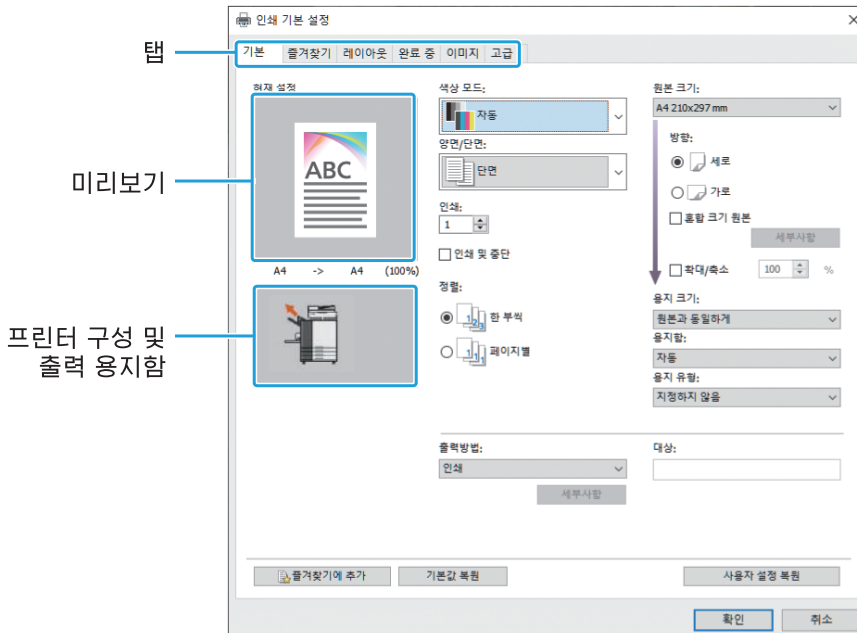 인쇄 기본 설정
탭
기본 즐겨찾기 레이아웃 완료 중 이미지 고급
현재 설정
미리보기
ABC
A4 -> A4 (100%)
프린터 구성 및
출력 용지함
색상 모드:
자동
양면/단면:
단면
인쇄:
1
인쇄 및 중단
정렬:
한 부씩
페이지별
원본 크기:
A4 210x297 mm
방향:
세로
가로
혼합 크기 원본
세부사항
확대/축소 100 %
용지 크기:
원본과 동일하게
용지함:
자동
용지 유형:
지정하지 않음
출력방법:
인쇄
세부사항
대상:
즐겨찾기에 추가 기본값 복원 사용자 설정 복원
확인 취소